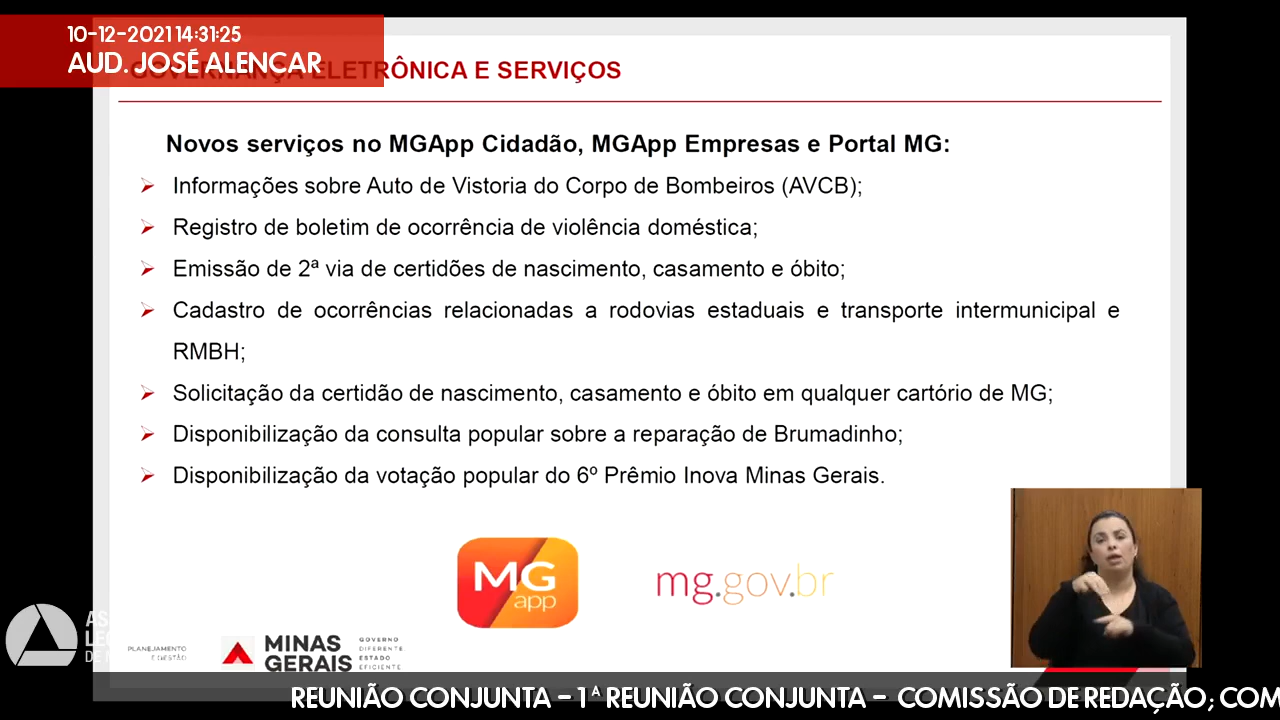 10-12-2021 14:31:25
AUD. JOSÉ ALENCAR
GOVERNANÇA ELETRÔNICA E SERVIÇOS
Novos serviços no MGApp Cidadão, MGApp Empresas e Portal MG:
Informações sobre Auto de Vistoria do Corpo de Bombeiros (AVCB);
Registro de boletim de ocorrência de violência doméstica;
Emissão de 2ª via de certidões de nascimento, casamento e óbito;
Cadastro de ocorrências relacionadas a rodovias estaduais e transporte intermunicipal e
RMBH;
Solicitação da certidão de nascimento, casamento e óbito em qualquer cartório de MG;
Disponibilização da consulta popular sobre a reparação de Brumadinho;
Disponibilização da votação popular do 6º Prêmio Inova Minas Gerais.
MG
app
mg.gov.br
AS
LEG
DE M
PLANEJAMENTO
E GESTÃO
MINAS
GERAIS
GOVERNO
DIFERENTE.
ESTADO
EFICIENTE.
REUNIÃO CONJUNTA - 1ª REUNIÃO CONJUNTA - COMISSÃO DE REDAÇÃO; COM